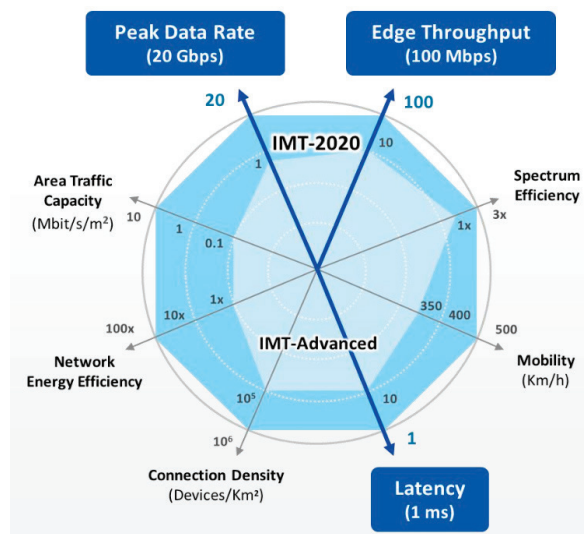 Peak Data Rate
(20 Gbps)
Edge Throughput
(100 Mbps)
20
100
IMT-2020
1
10
Area Traffic
Capacity
(Mbit/s/m²)
10
1
0.1
Spectrum
Efficiency
1x
3x
100x
10x
1x
Network
Energy Efficiency
350
400
500
Mobility
(Km/h)
IMT-Advanced
10⁵
10⁶
Connection Density
(Devices/Km²)
10
1
Latency
(1 ms)